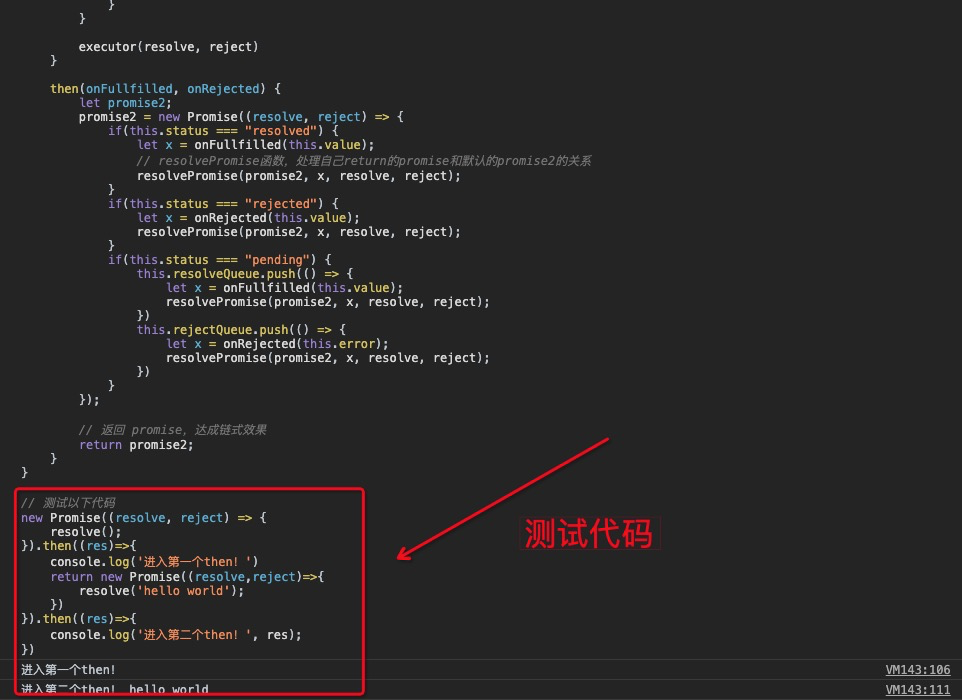 }
}
executor(resolve, reject)
}
then(onFullfilled, onRejected) {
let promise2;
promise2 = new Promise((resolve, reject) => {
if(this.status === "resolved") {
let x = onFullfilled(this.value);
// resolvePromise函数，处理自己return的promise和默认的promise2的关系
resolvePromise(promise2, x, resolve, reject);
}
if(this.status === "rejected") {
let x = onRejected(this.value);
resolvePromise(promise2, x, resolve, reject);
}
if(this.status === "pending") {
this.resolveQueue.push(() => {
let x = onFullfilled(this.value);
resolvePromise(promise2, x, resolve, reject);
})
this.rejectQueue.push(() => {
let x = onRejected(this.error);
resolvePromise(promise2, x, resolve, reject);
})
}
});
// 返回 promise，达成链式效果
return promise2;
}
}
// 测试以下代码
new Promise((resolve, reject) => {
resolve();
}).then((res)=>{
console.log('进入第一个then！')
return new Promise((resolve,reject)=>{
resolve('hello world');
})
}).then((res)=>{
console.log('进入第二个then！', res);
})
测试代码
进入第一个then！ VM143:106
进入第二个then！ hello world VM143:111